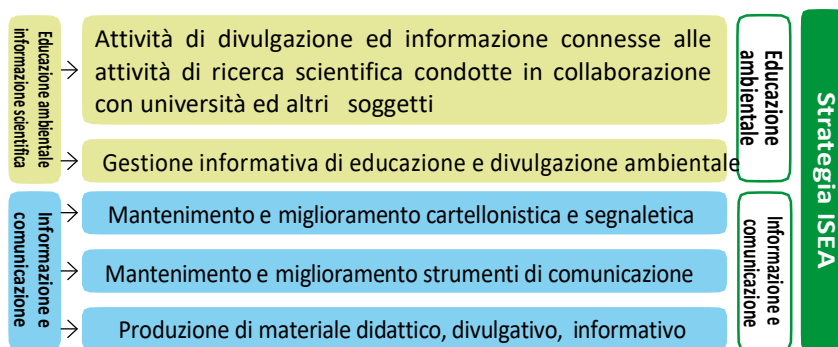 Educazione ambientale
informazione scientifica
Attività di divulgazione ed informazione connesse alle
attività di ricerca scientifica condotte in collaborazione
con università ed altri soggetti
Gestione informativa di educazione e divulgazione ambientale
Educazione
ambientale
Informazione e
comunicazione
Mantenimento e miglioramento cartellonistica e segnaletica
Mantenimento e miglioramento strumenti di comunicazione
Produzione di materiale didattico, divulgativo, informativo
Informazione e
comunicazione
Strategia ISEA